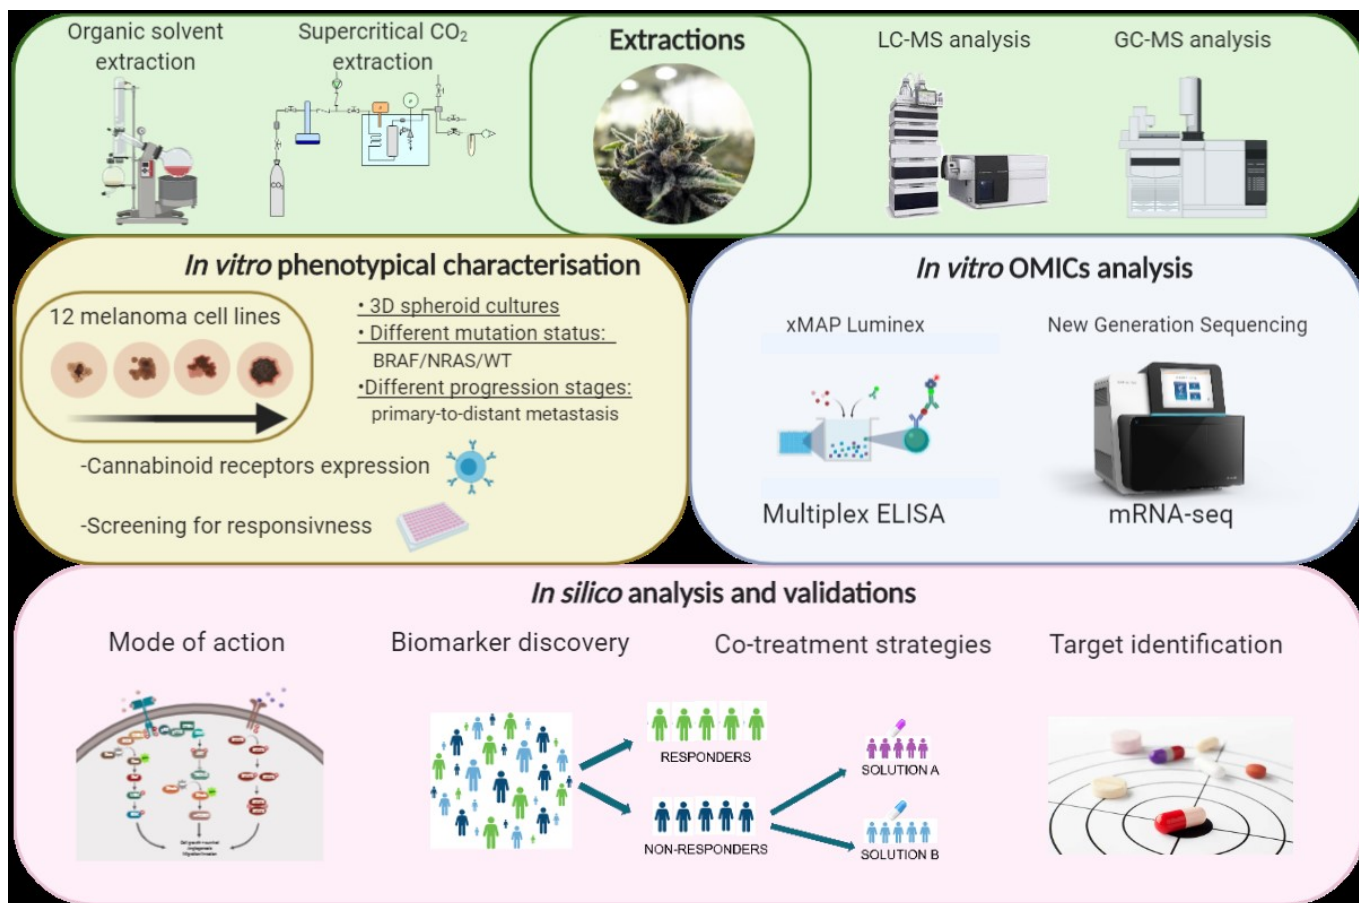 Organic solvent
extraction
Supercritical CO₂
extraction
CO₂
Extractions
LC-MS analysis
GC-MS analysis
In vitro phenotypical characterisation
12 melanoma cell lines
• 3D spheroid cultures
• Different mutation status:
BRAF/NRAS/WT
•Different progression stages:
primary-to-distant metastasis
-Cannabinoid receptors expression
-Screening for responsivness
In vitro OMICs analysis
xMAP Luminex
Multiplex ELISA
New Generation Sequencing
mRNA-seq
In silico analysis and validations
Mode of action
Biomarker discovery
Co-treatment strategies
Target identification
RESPONDERS
NON-RESPONDERS
SOLUTION A
SOLUTION B